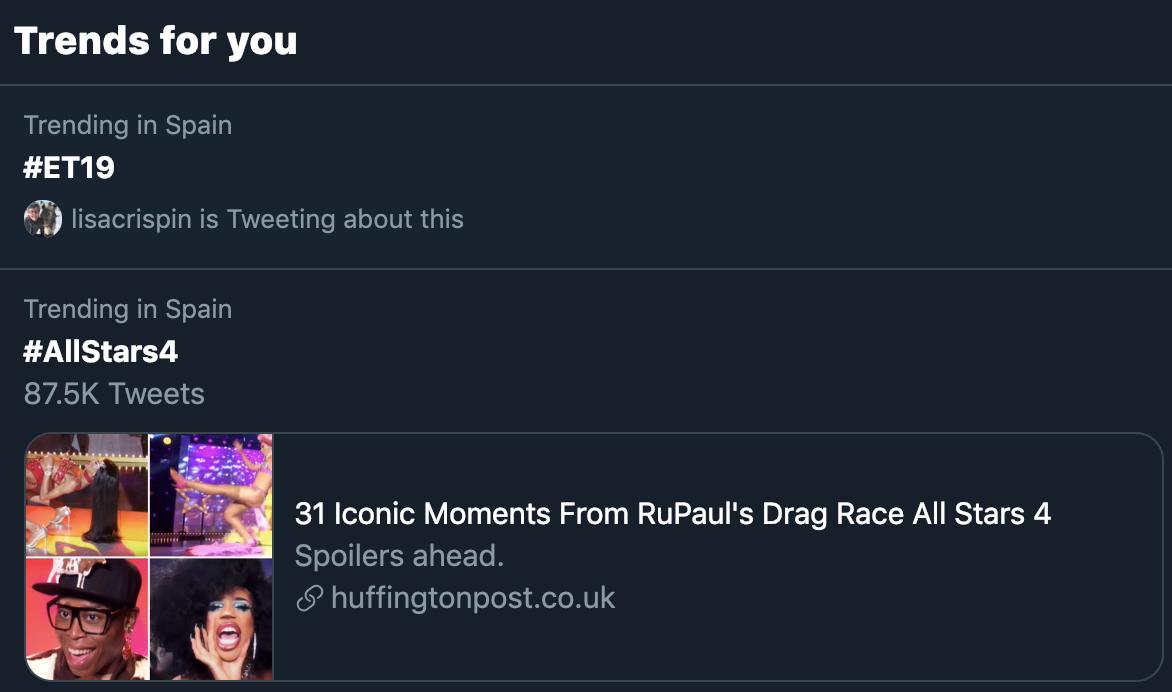 Trends for you
Trending in Spain
#ET19
lisacrispin is Tweeting about this
Trending in Spain
#AllStars4
87.5K Tweets
31 Iconic Moments From RuPaul's Drag Race All Stars 4
Spoilers ahead.
huffingtonpost.co.uk